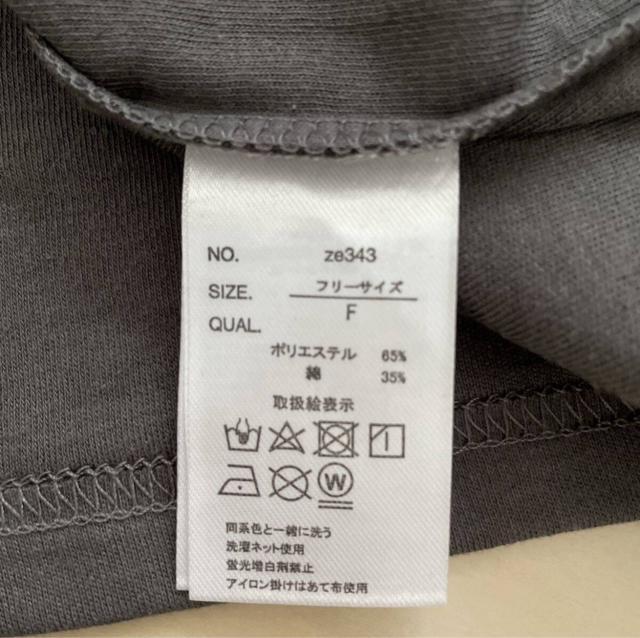 NO. ze343
SIZE. フリーサイズ
F
QUAL.
ポリエステル 65%
綿 35%
取扱絵表示
W
同系色と一緒に洗う
洗濯ネット使用
蛍光増白剤禁止
アイロン掛けはあて布使用